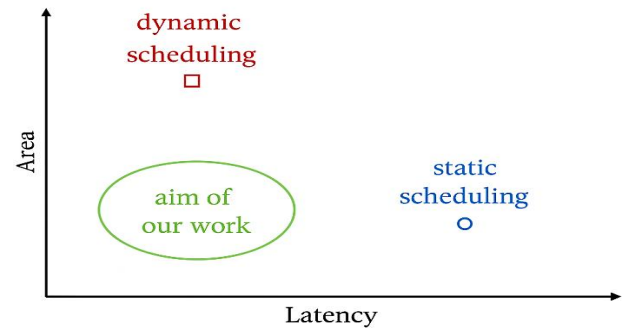 dynamic
scheduling
Area
aim of
our work
static
scheduling
Latency